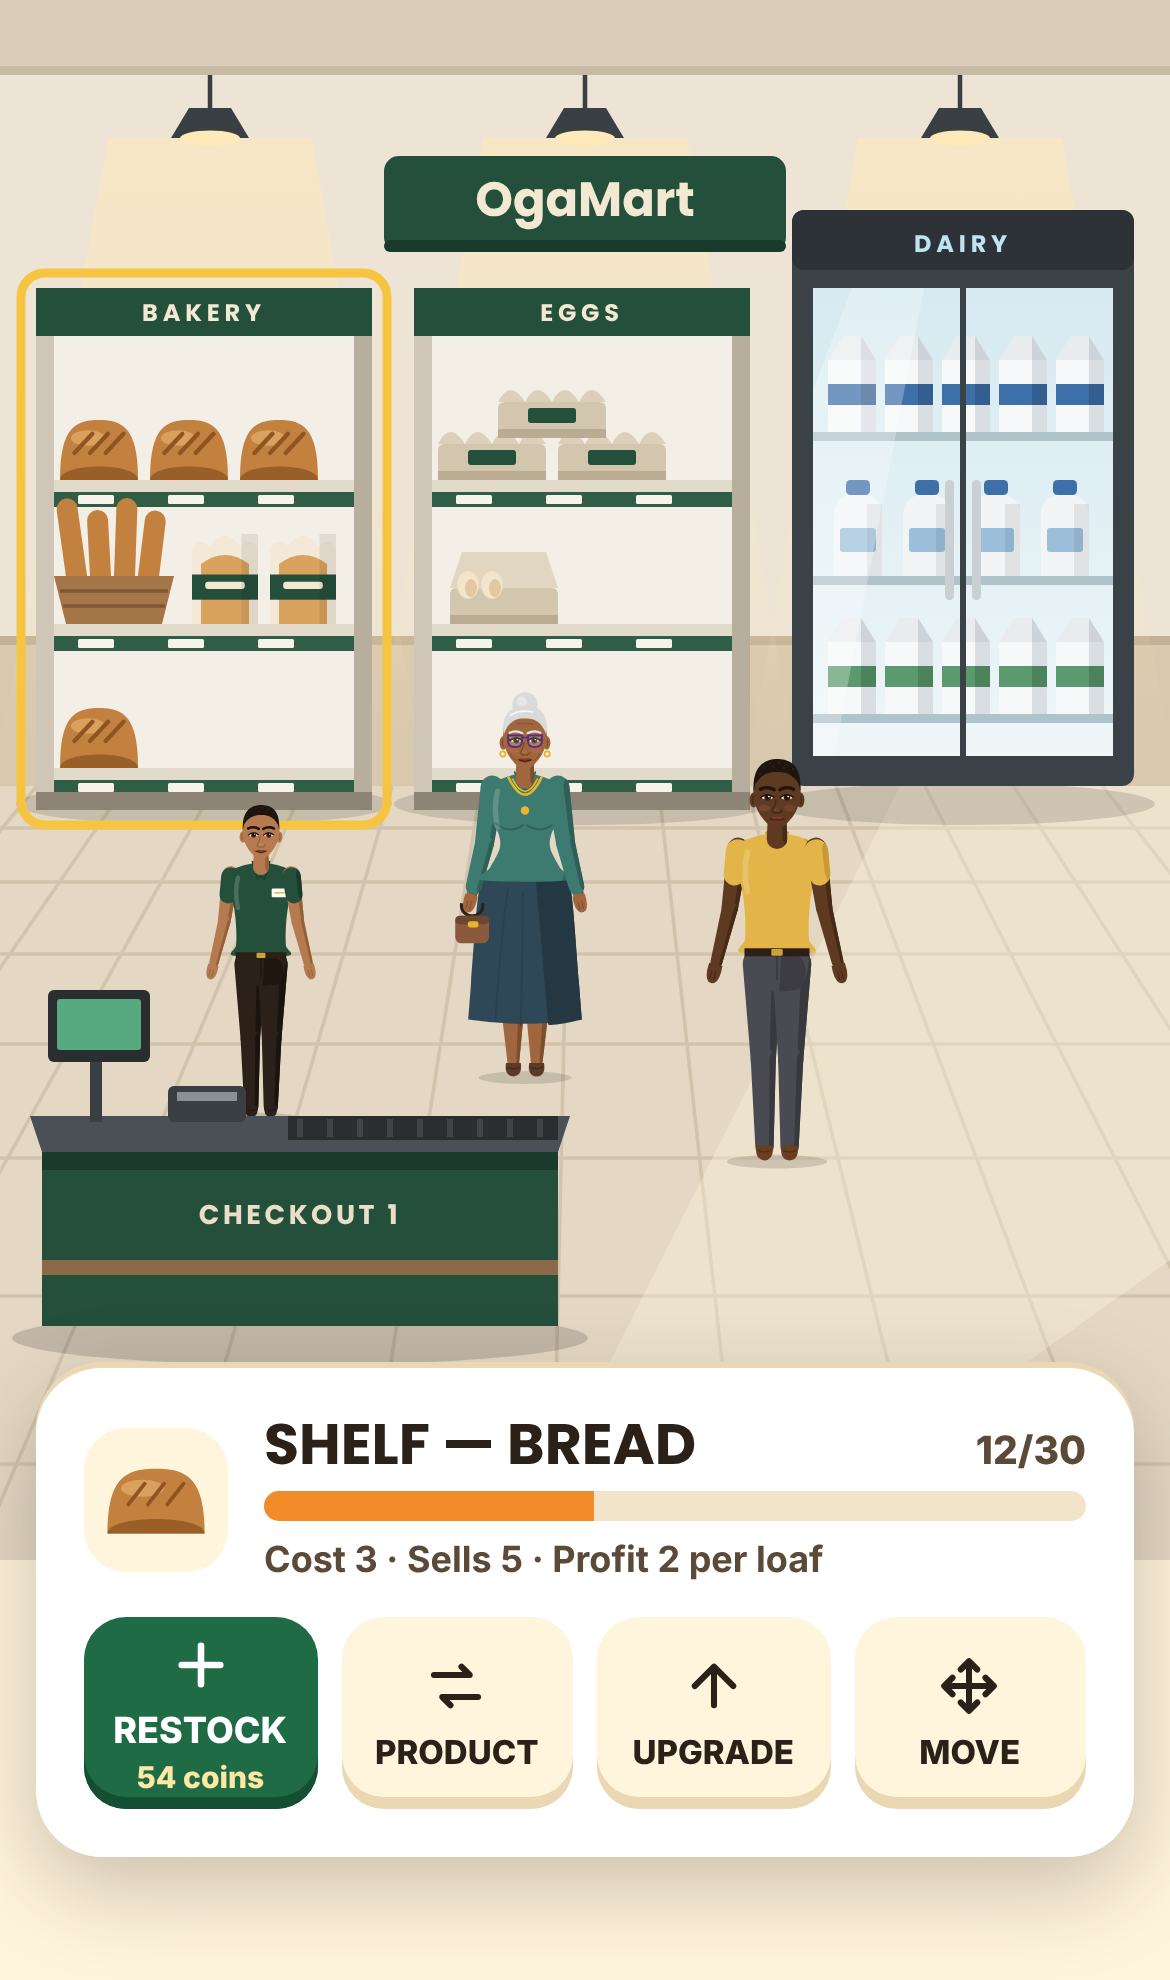 OgaMart
DAIRY
BAKERY
EGGS
CHECKOUT 1
SHELF — BREAD
12/30
Cost 3 · Sells 5 · Profit 2 per loaf
RESTOCK
54 coins
PRODUCT
UPGRADE
MOVE